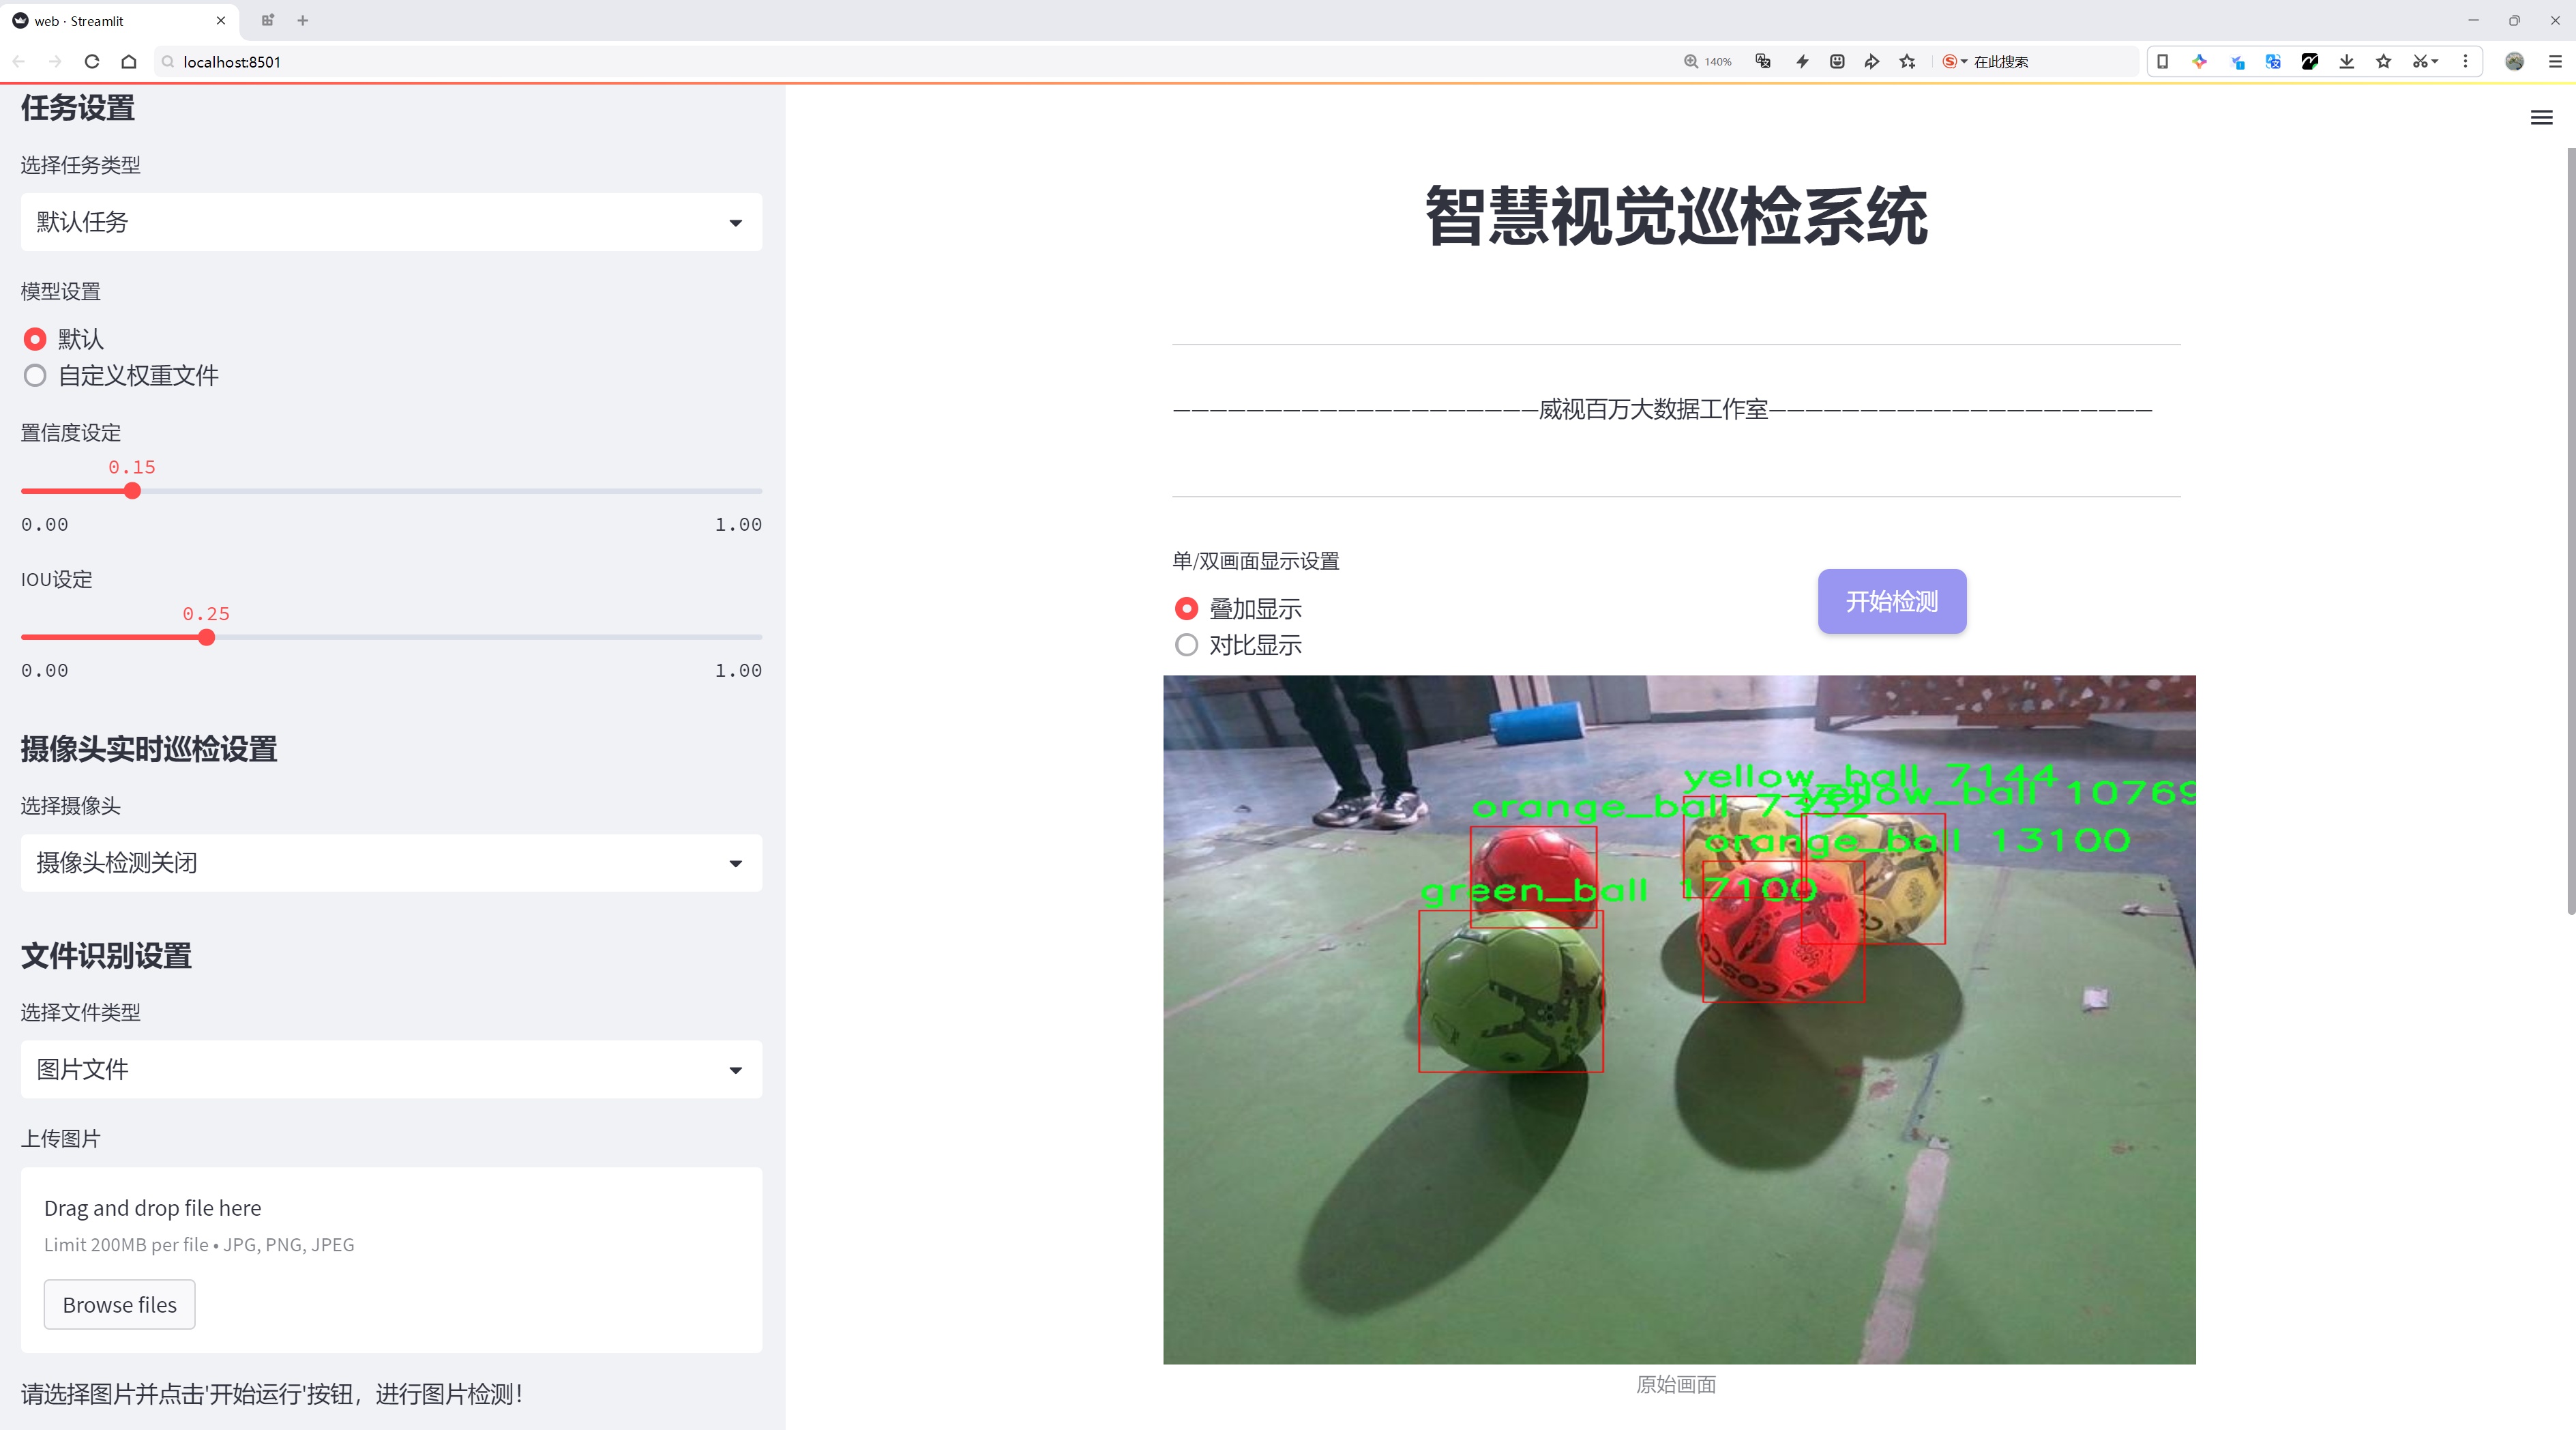 web · Streamlit
localhost:8501
140%
在此搜索
任务设置
选择任务类型
默认任务
模型设置
默认
自定义权重文件
置信度设定
0.15
0.00
1.00
IOU设定
0.25
0.00
1.00
摄像头实时巡检设置
选择摄像头
摄像头检测关闭
文件识别设置
选择文件类型
图片文件
上传图片
Drag and drop file here
Limit 200MB per file • JPG, PNG, JPEG
Browse files
请选择图片并点击'开始运行'按钮，进行图片检测！
智慧视觉巡检系统
————————————————————威视百万大数据工作室—————————————————————
单/双画面显示设置
叠加显示
对比显示
开始检测
yellow_ball 7144
yellow_ball 10769
orange_ball 7332
orange_ball 13100
green_ball 17100
原始画面